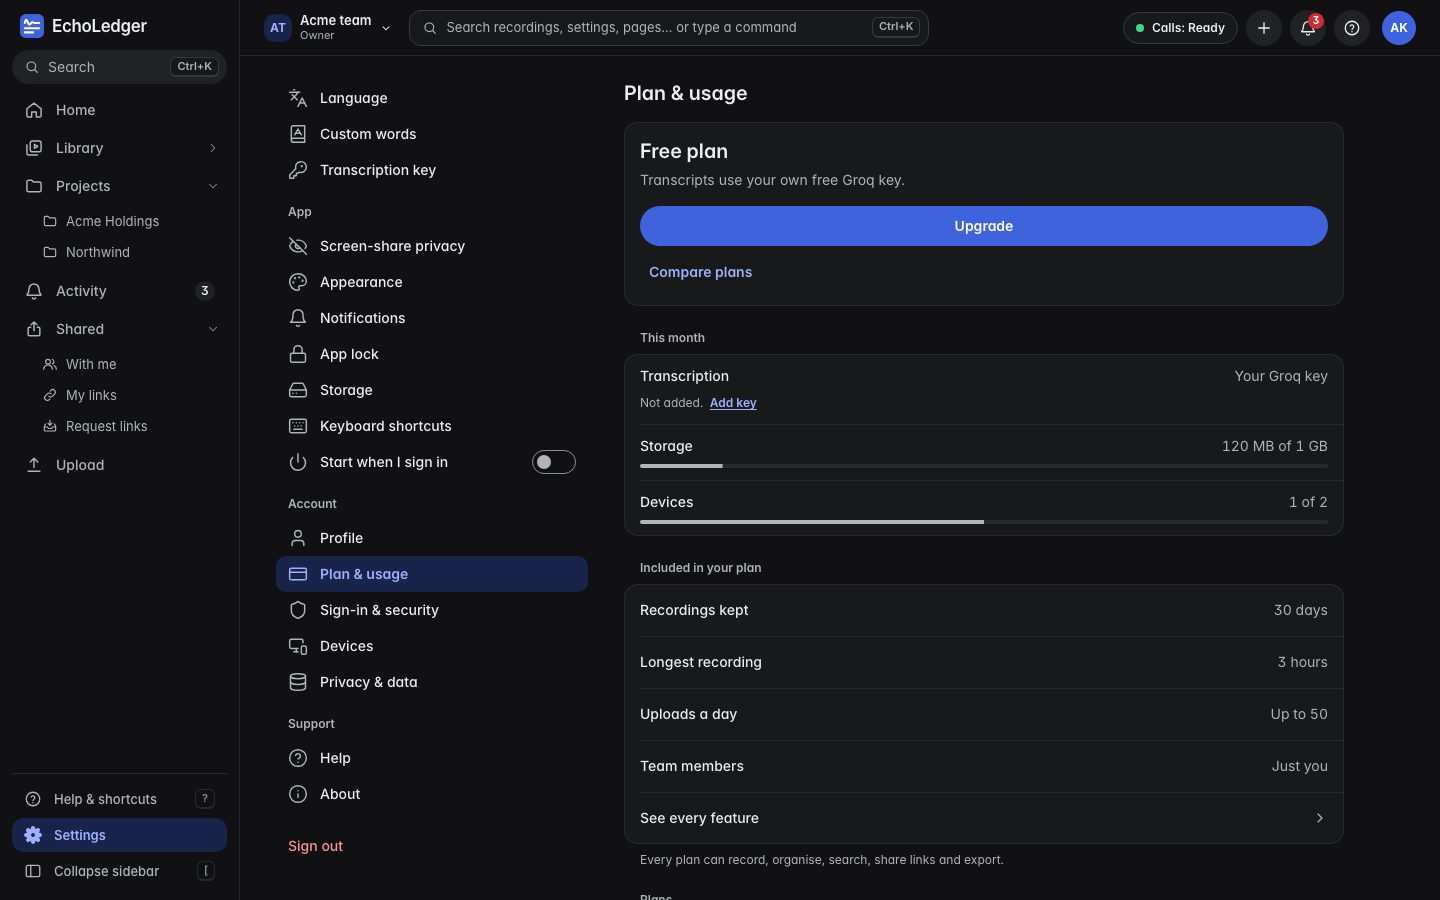 EchoLedger
Search Ctrl+K
Home
Library
Projects
Acme Holdings
Northwind
Activity 3
Shared
With me
My links
Request links
Upload
Help & shortcuts ?
Settings
Collapse sidebar [
AT Acme team
Owner
Search recordings, settings, pages... or type a command Ctrl+K
Calls: Ready
3
AK
Language
Custom words
Transcription key
App
Screen-share privacy
Appearance
Notifications
App lock
Storage
Keyboard shortcuts
Start when I sign in
Account
Profile
Plan & usage
Sign-in & security
Devices
Privacy & data
Support
Help
About
Sign out
Plan & usage
Free plan
Transcripts use your own free Groq key.
Upgrade
Compare plans
This month
Transcription Your Groq key
Not added. Add key
Storage 120 MB of 1 GB
Devices 1 of 2
Included in your plan
Recordings kept 30 days
Longest recording 3 hours
Uploads a day Up to 50
Team members Just you
See every feature
Every plan can record, organise, search, share links and export.
Plans